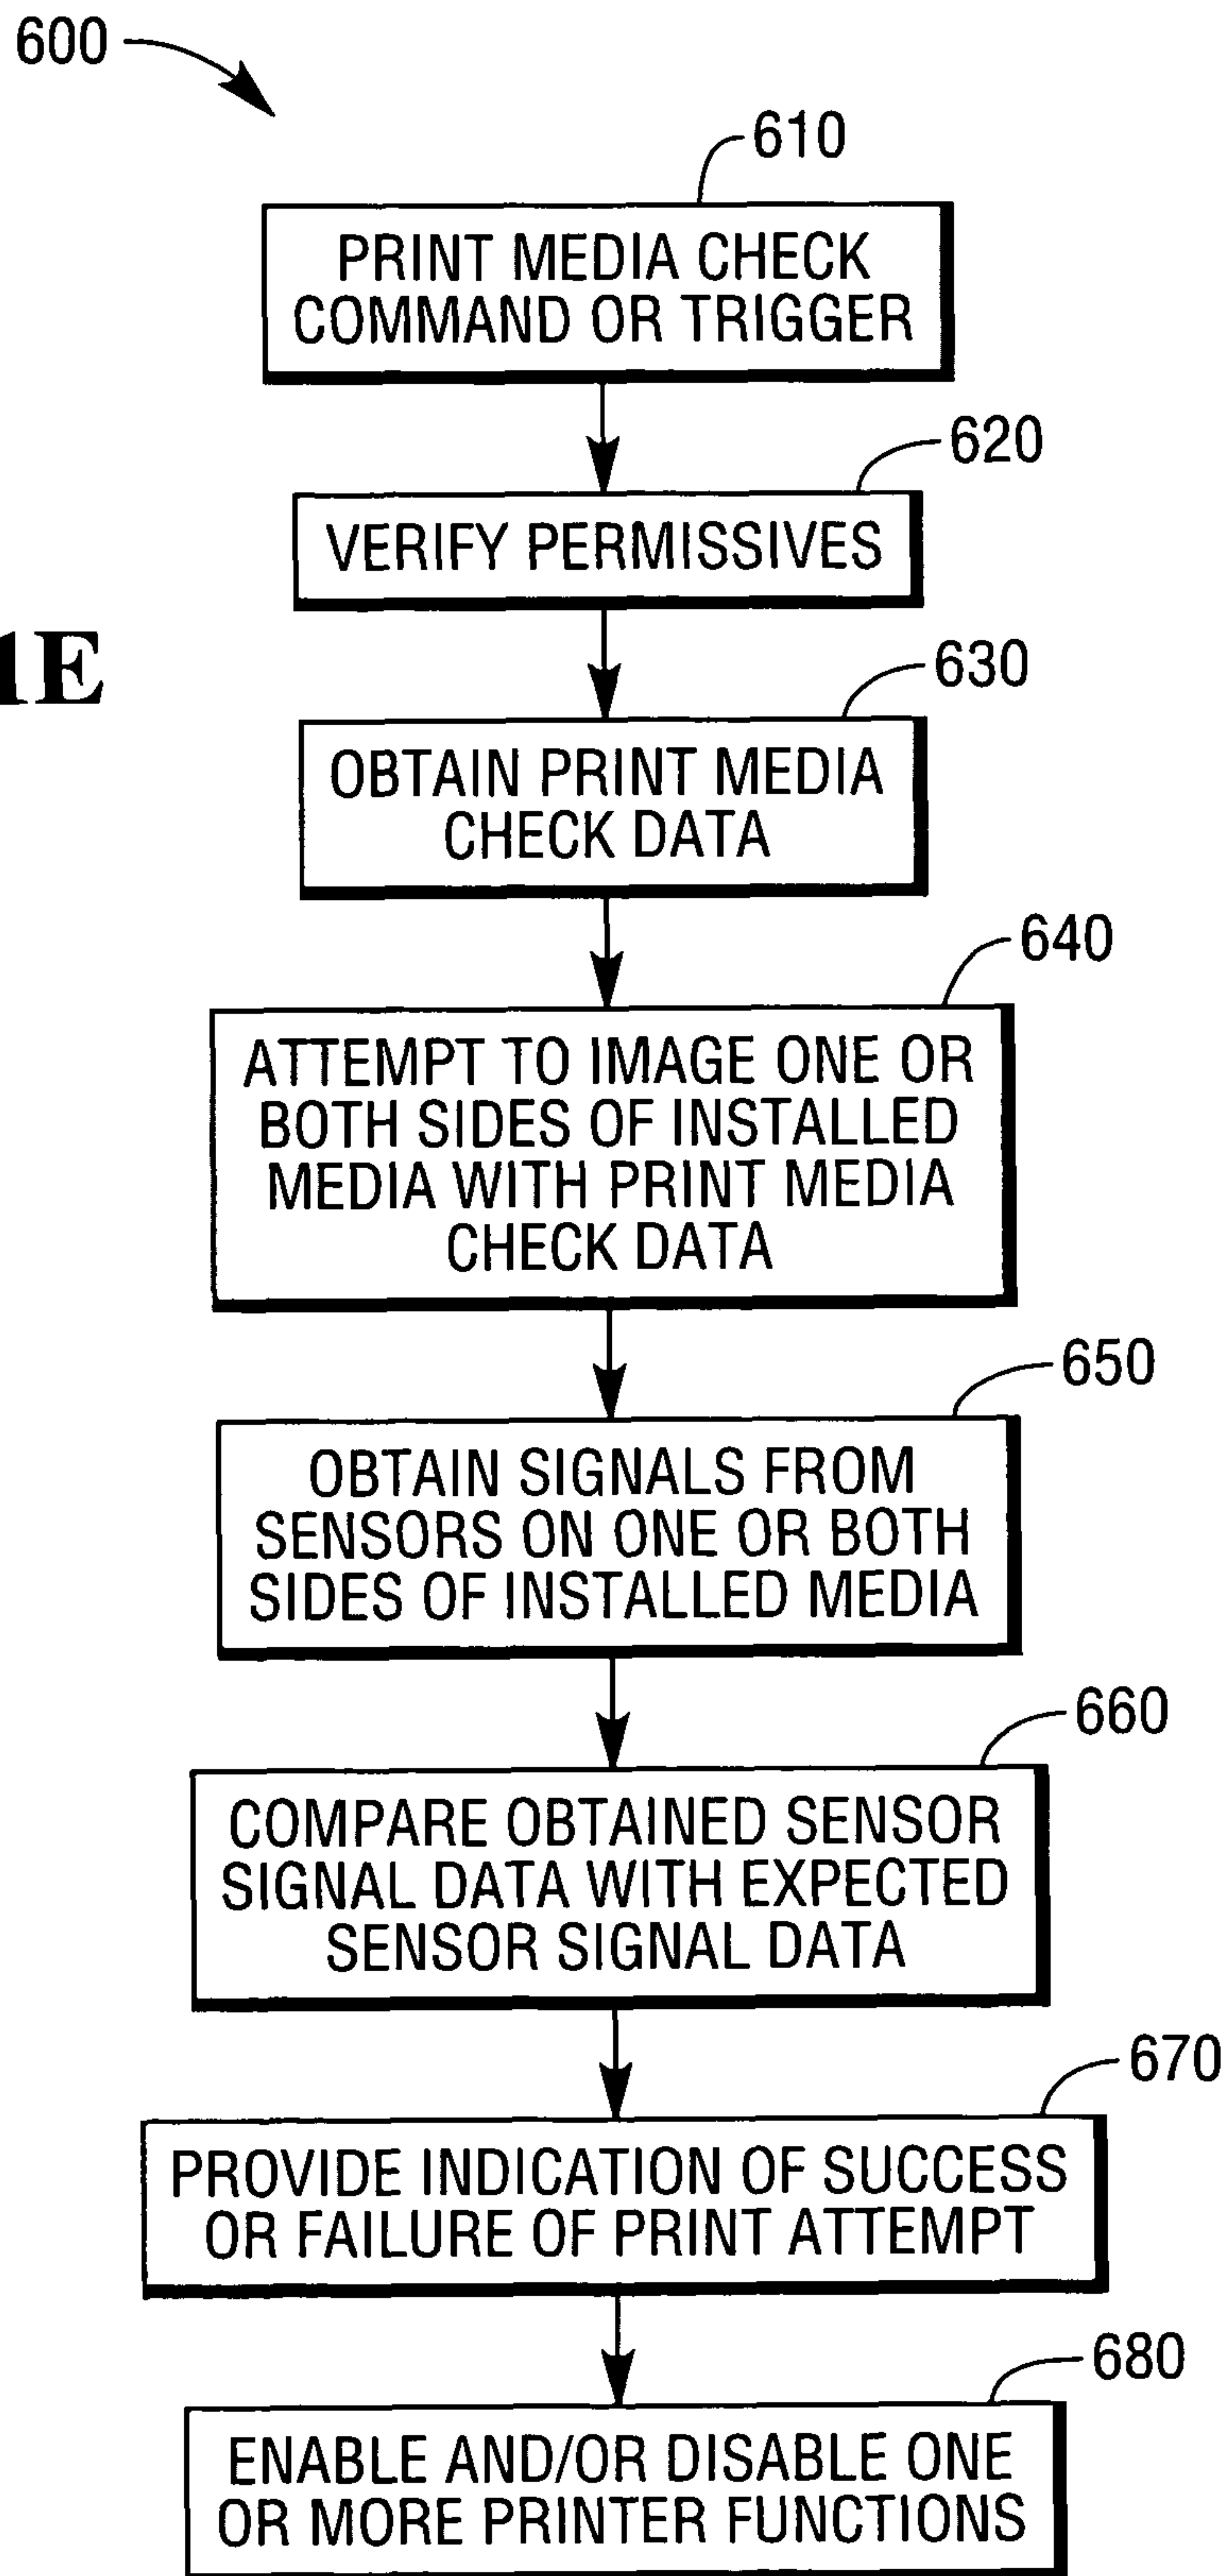 600
610
PRINT MEDIA CHECK
COMMAND OR TRIGGER
620
VERIFY PERMISSIVES
1E
630
OBTAIN PRINT MEDIA
CHECK DATA
640
ATTEMPT TO IMAGE ONE OR
BOTH SIDES OF INSTALLED
MEDIA WITH PRINT MEDIA
CHECK DATA
650
OBTAIN SIGNALS FROM
SENSORS ON ONE OR BOTH
SIDES OF INSTALLED MEDIA
660
COMPARE OBTAINED SENSOR
SIGNAL DATA WITH EXPECTED
SENSOR SIGNAL DATA
670
PROVIDE INDICATION OF SUCCESS
OR FAILURE OF PRINT ATTEMPT
680
ENABLE AND/OR DISABLE ONE
OR MORE PRINTER FUNCTIONS